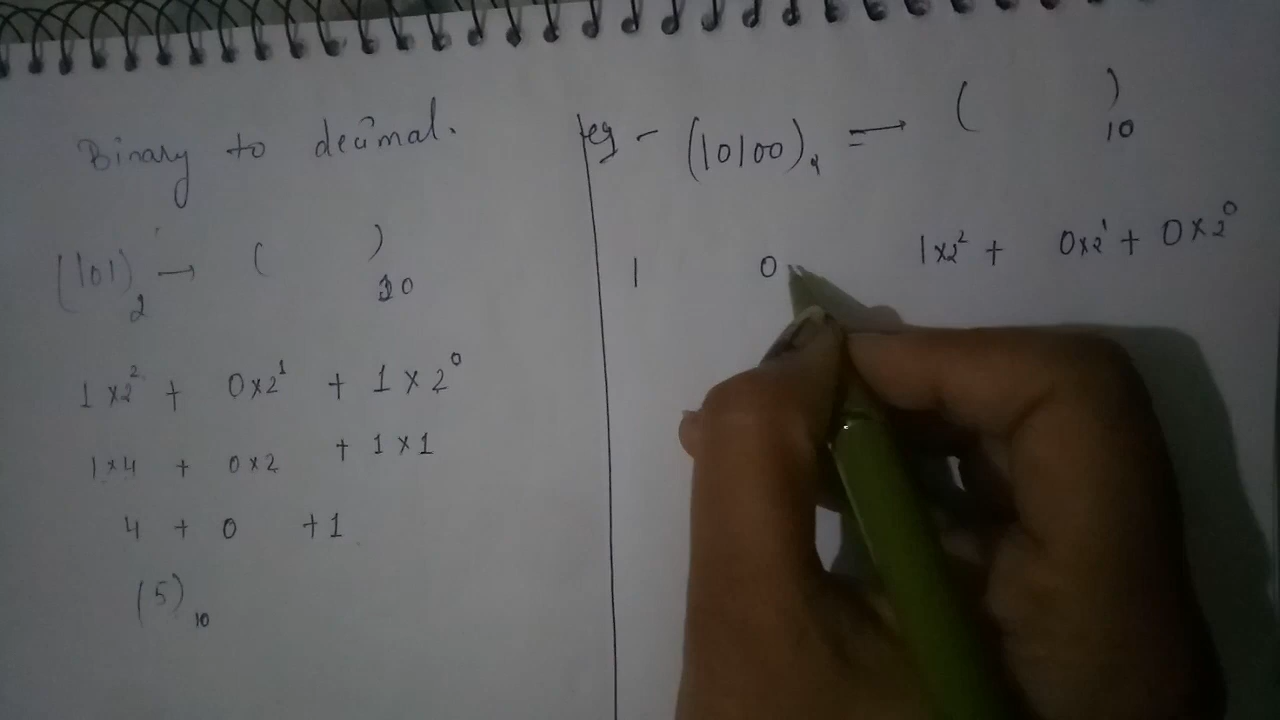 Binary to decimal.
(101)₂ → ( )₁₀
1×2² + 0×2¹ + 1×2⁰
1×4 + 0×2 + 1×1
4 + 0 + 1
(5)₁₀
eg - (10100)₂ = → ( )₁₀
1 0 1×2² + 0×2¹ + 0×2⁰